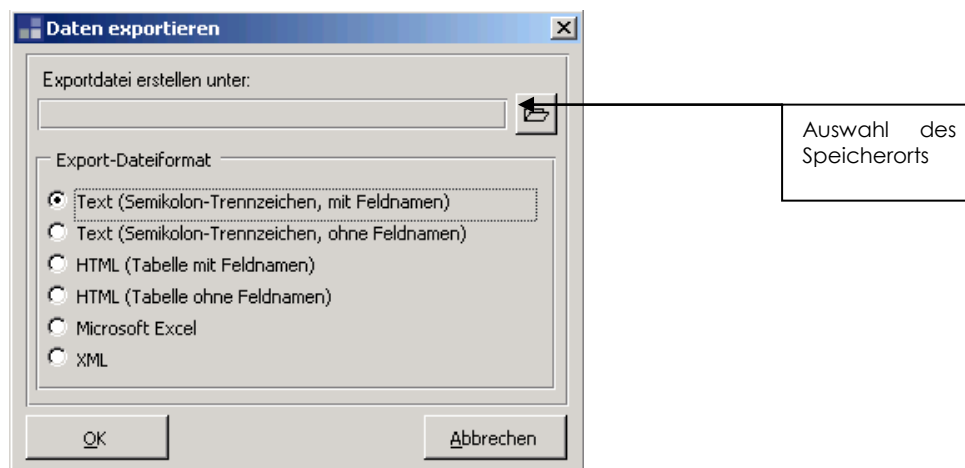 Daten exportieren
Exportdatei erstellen unter:
Auswahl des
Speicherorts
Export-Dateiformat
Text (Semikolon-Trennzeichen, mit Feldnamen)
Text (Semikolon-Trennzeichen, ohne Feldnamen)
HTML (Tabelle mit Feldnamen)
HTML (Tabelle ohne Feldnamen)
Microsoft Excel
XML
OK
Abbrechen